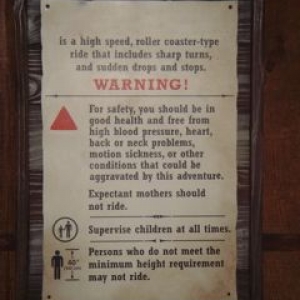 is a high speed, roller coaster-type
ride that includes sharp turns,
and sudden drops and stops.
WARNING!
For safety, you should be in
good health and free from
high blood pressure, heart,
back or neck problems,
motion sickness, or other
conditions that could be
aggravated by this adventure.
Expectant mothers should
not ride.
Supervise children at all times.
Persons who do not meet the
minimum height requirement
may not ride.
40"